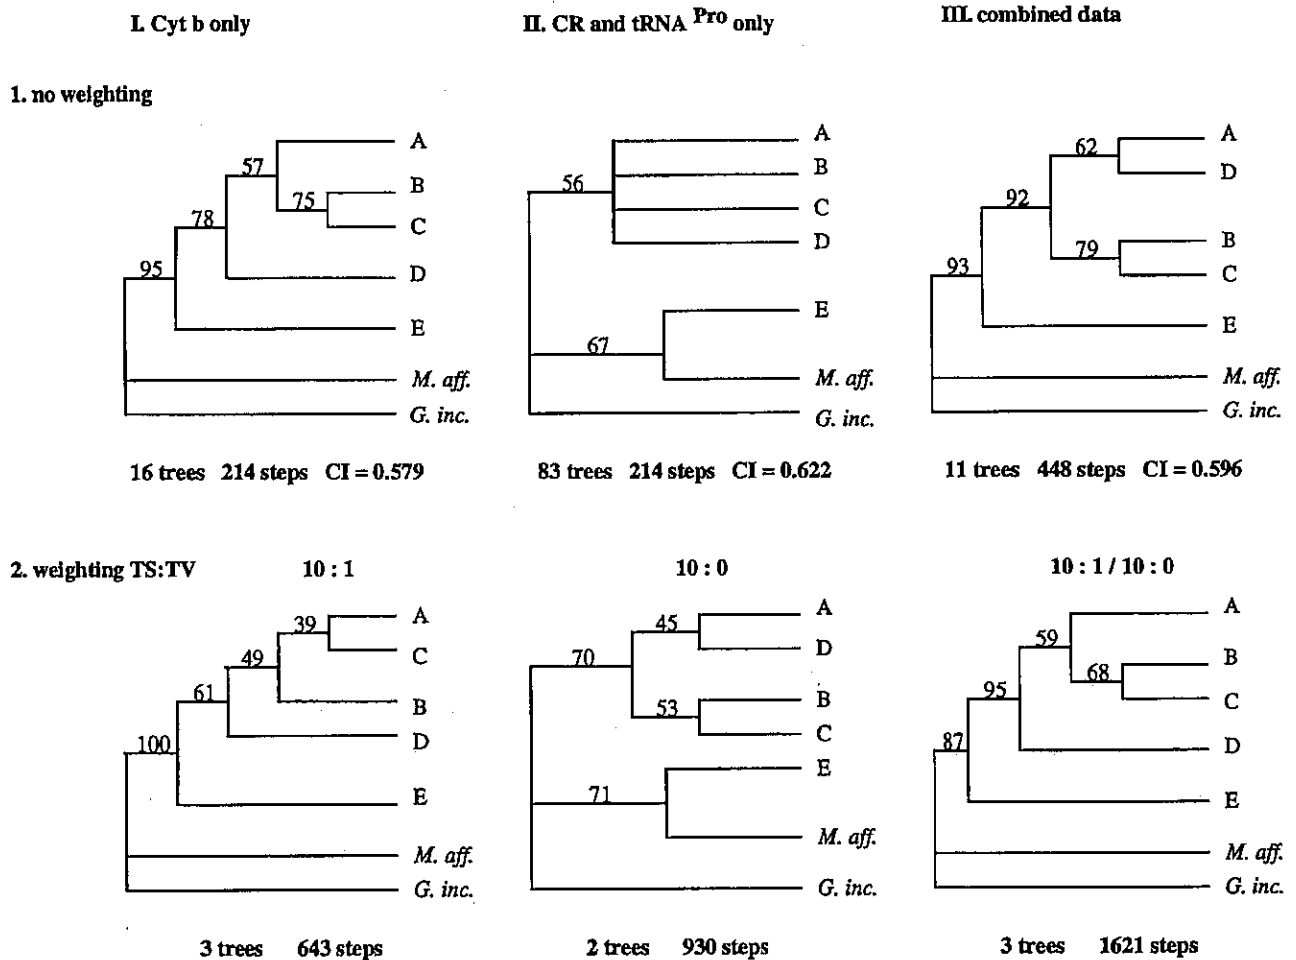 I. Cyt b only
II. CR and tRNA Pro only
III. combined data
1. no weighting
A
57
B
75
C
78
D
95
E
M. aff.
G. inc.
16 trees 214 steps CI = 0.579
A
B
56
C
D
E
67
M. aff.
G. inc.
83 trees 214 steps CI = 0.622
A
62
D
92
B
79
C
93
E
M. aff.
G. inc.
11 trees 448 steps CI = 0.596
2. weighting TS:TV
10 : 1
10 : 0
10 : 1 / 10 : 0
A
39
C
49
B
61
D
100
E
M. aff.
G. inc.
3 trees 643 steps
A
45
D
70
B
53
C
E
71
M. aff.
G. inc.
2 trees 930 steps
A
59
B
68
C
95
D
87
E
M. aff.
G. inc.
3 trees 1621 steps